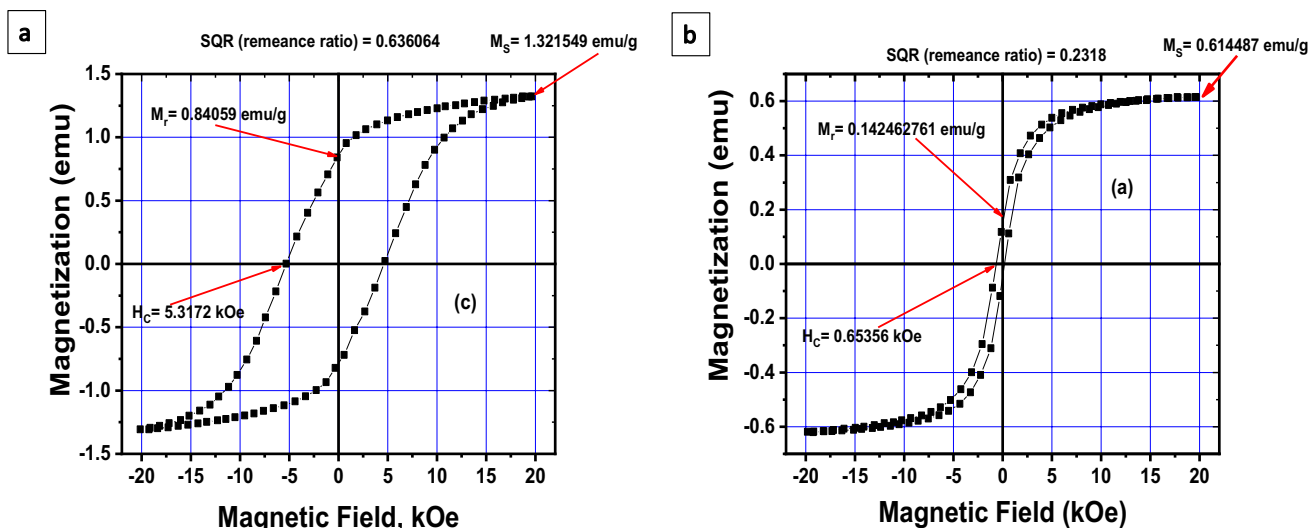 a
SQR (remeance ratio) = 0.636064
MS = 1.321549 emu/g
Mr = 0.84059 emu/g
HC= 5.3172 kOe
(c)
Magnetization (emu)
1.5
1.0
0.5
0.0
-0.5
-1.0
-1.5
-20 -15 -10 -5 0 5 10 15 20
Magnetic Field, kOe
b
SQR (remeance ratio) = 0.2318
MS= 0.614487 emu/g
Mr = 0.142462761 emu/g
(a)
HC= 0.65356 kOe
Magnetization (emu)
0.6
0.4
0.2
0.0
-0.2
-0.4
-0.6
-20 -15 -10 -5 0 5 10 15 20
Magnetic Field (kOe)